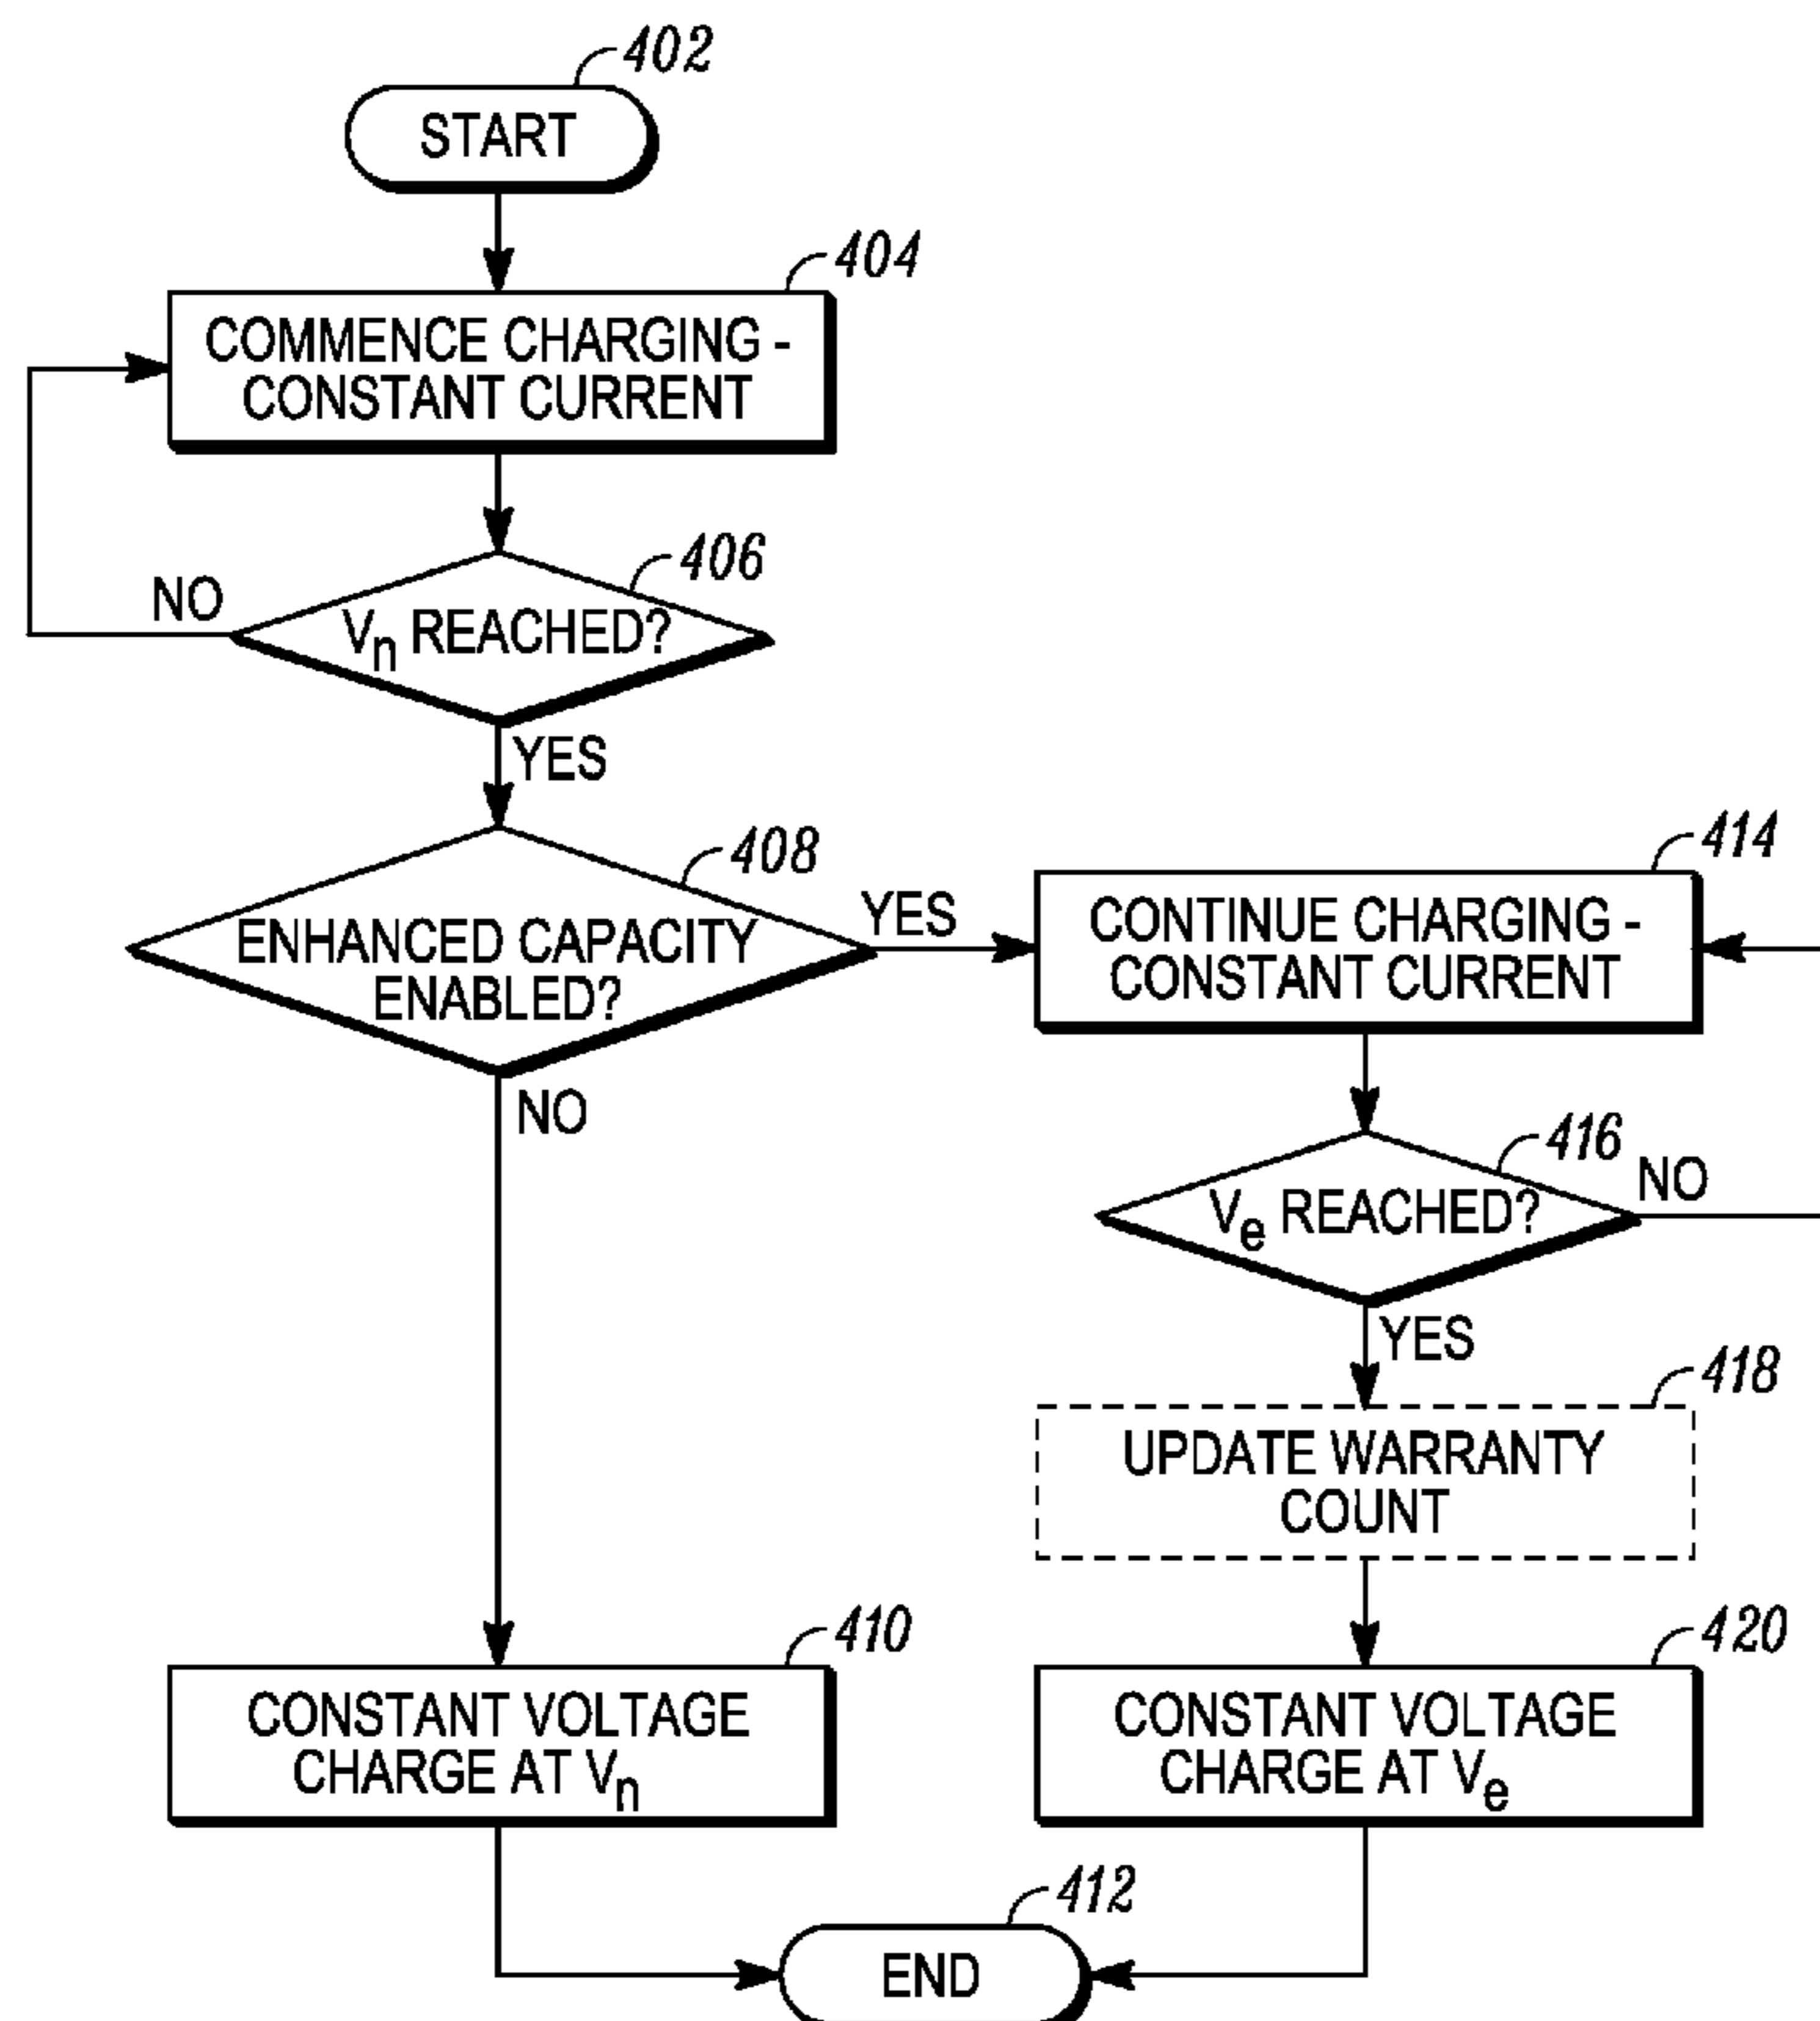 402
START
404
COMMENCE CHARGING -
CONSTANT CURRENT
406
NO
Vn REACHED?
YES
408
ENHANCED CAPACITY
ENABLED?
YES
NO
414
CONTINUE CHARGING -
CONSTANT CURRENT
416
NO
Ve REACHED?
YES
418
UPDATE WARRANTY
COUNT
410
CONSTANT VOLTAGE
CHARGE AT Vn
420
CONSTANT VOLTAGE
CHARGE AT Ve
412
END